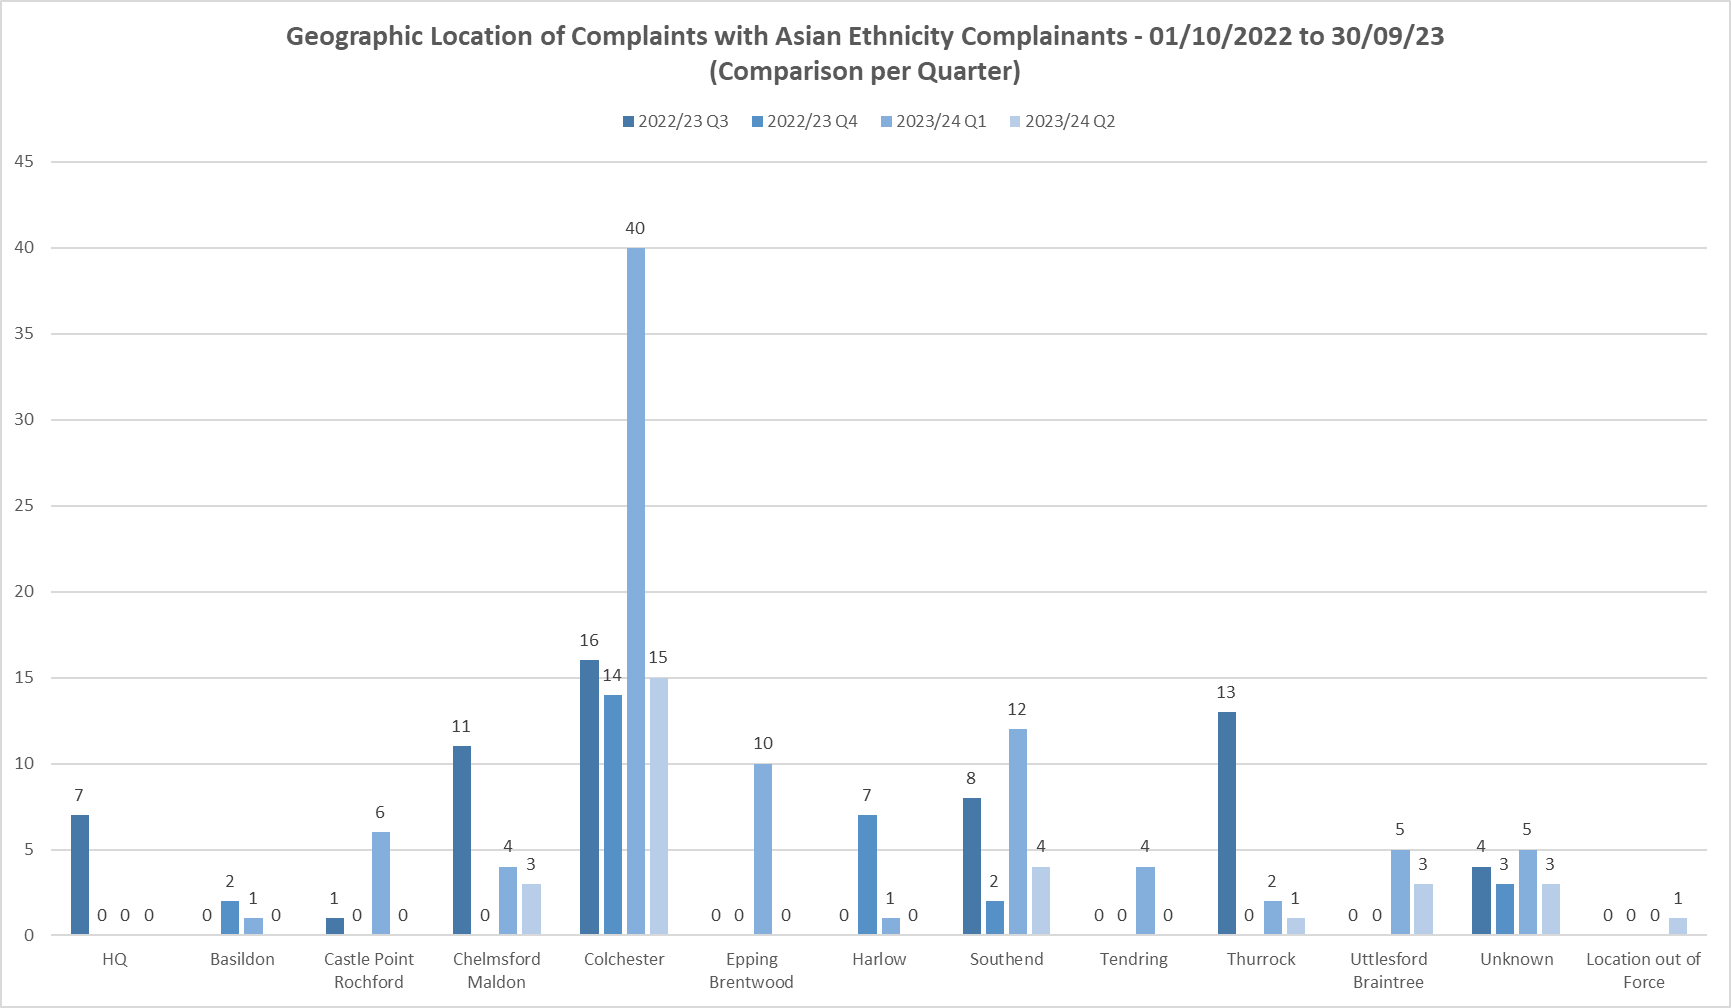 Geographic Location of Complaints with Asian Ethnicity Complainants - 01/10/2022 to 30/09/23
(Comparison per Quarter)
2022/23 Q3 2022/23 Q4 2023/24 Q1 2023/24 Q2
45
40
35
30
25
20
15
10
5
0
7 0 0 0
0 2 1 0
1 0 6 0
11 0 4 3
16 14 40 15
0 0 10 0
0 7 1 0
8 2 12 4
0 0 4 0
13 0 2 1
0 0 5 3
4 3 5 3
0 0 0 1
HQ
Basildon
Castle Point
Rochford
Chelmsford
Maldon
Colchester
Epping
Brentwood
Harlow
Southend
Tendring
Thurrock
Uttlesford
Braintree
Unknown
Location out of
Force